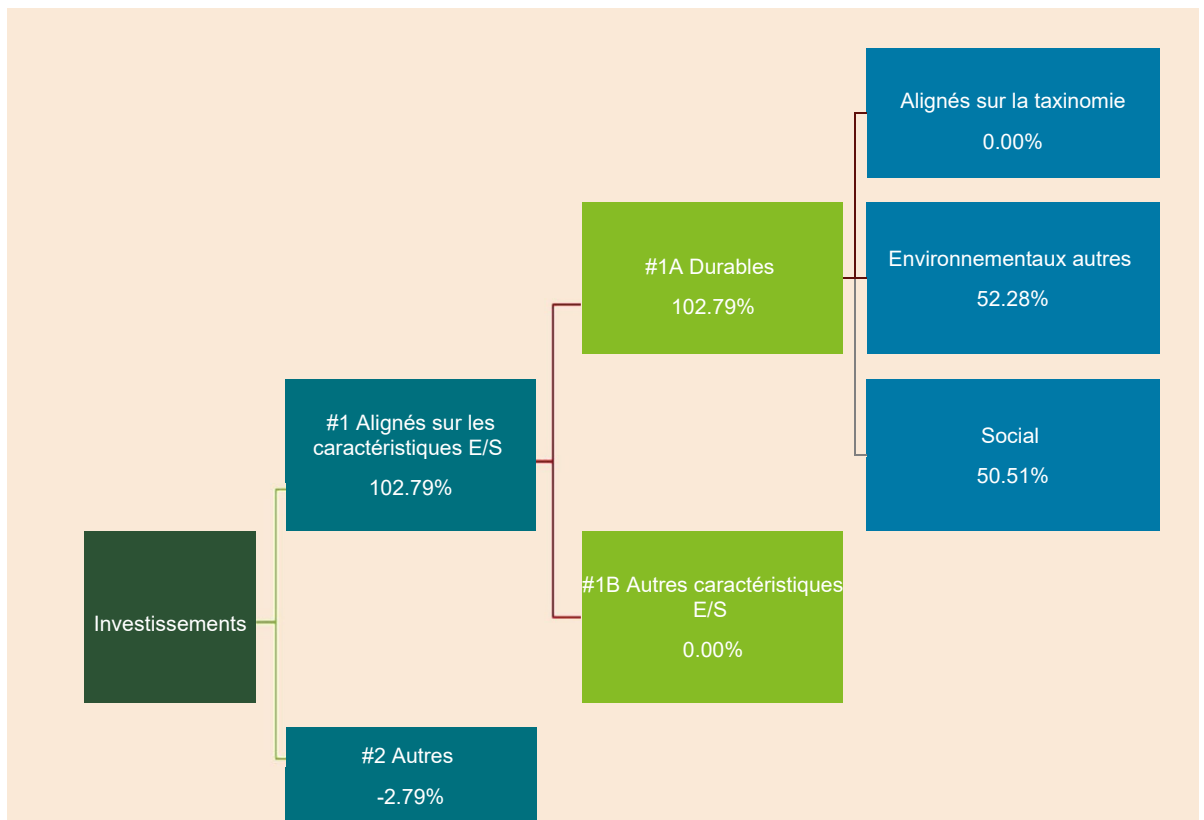 Alignés sur la taxinomie
0.00%
#1A Durables
102.79%
Environnementaux autres
52.28%
#1 Alignés sur les
caractéristiques E/S
102.79%
Social
50.51%
Investissements
#1B Autres caractéristiques
E/S
0.00%
#2 Autres
-2.79%